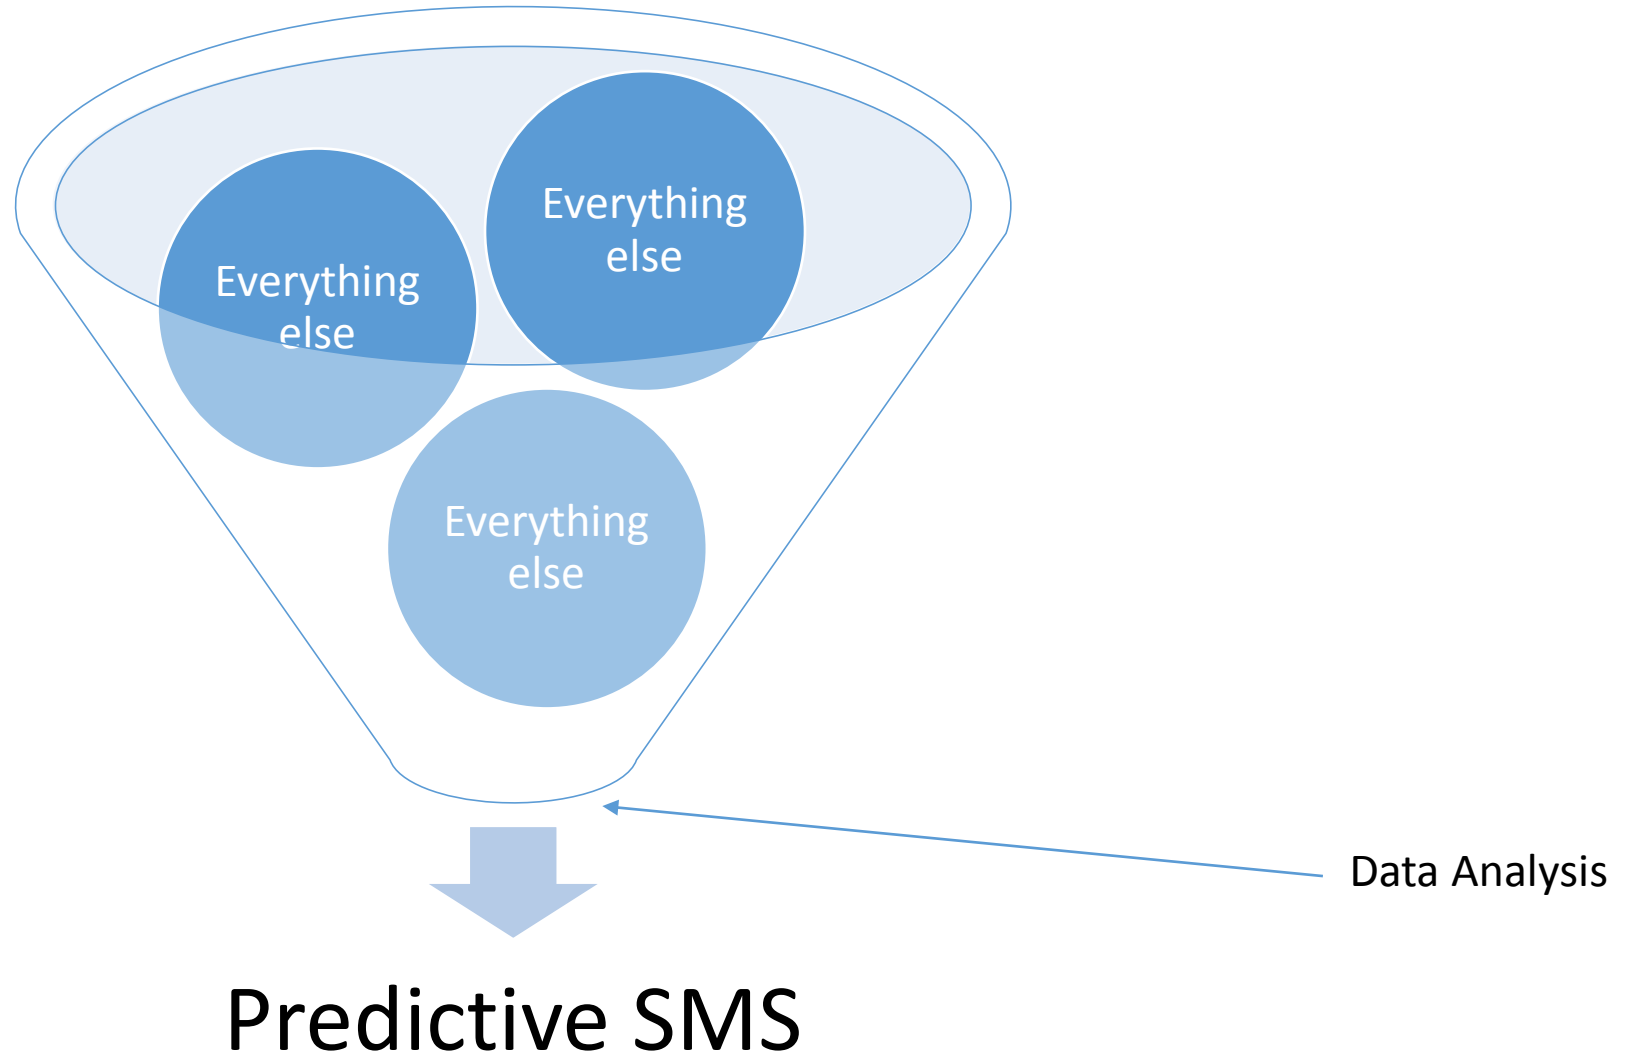 Everything
else
Everything
else
Everything
else
Data Analysis
Predictive SMS